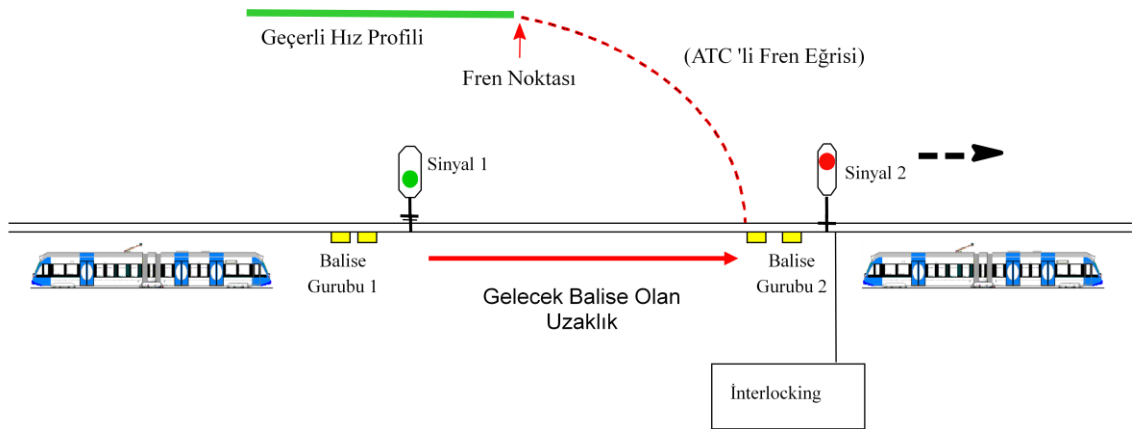 Geçerli Hız Profili
Fren Noktası
(ATC 'li Fren Eğrisi)
Sinyal 1
Sinyal 2
Balise
Gurubu 1
Gelecek Balise Olan
Uzaklık
Balise
Gurubu 2
İnterlocking